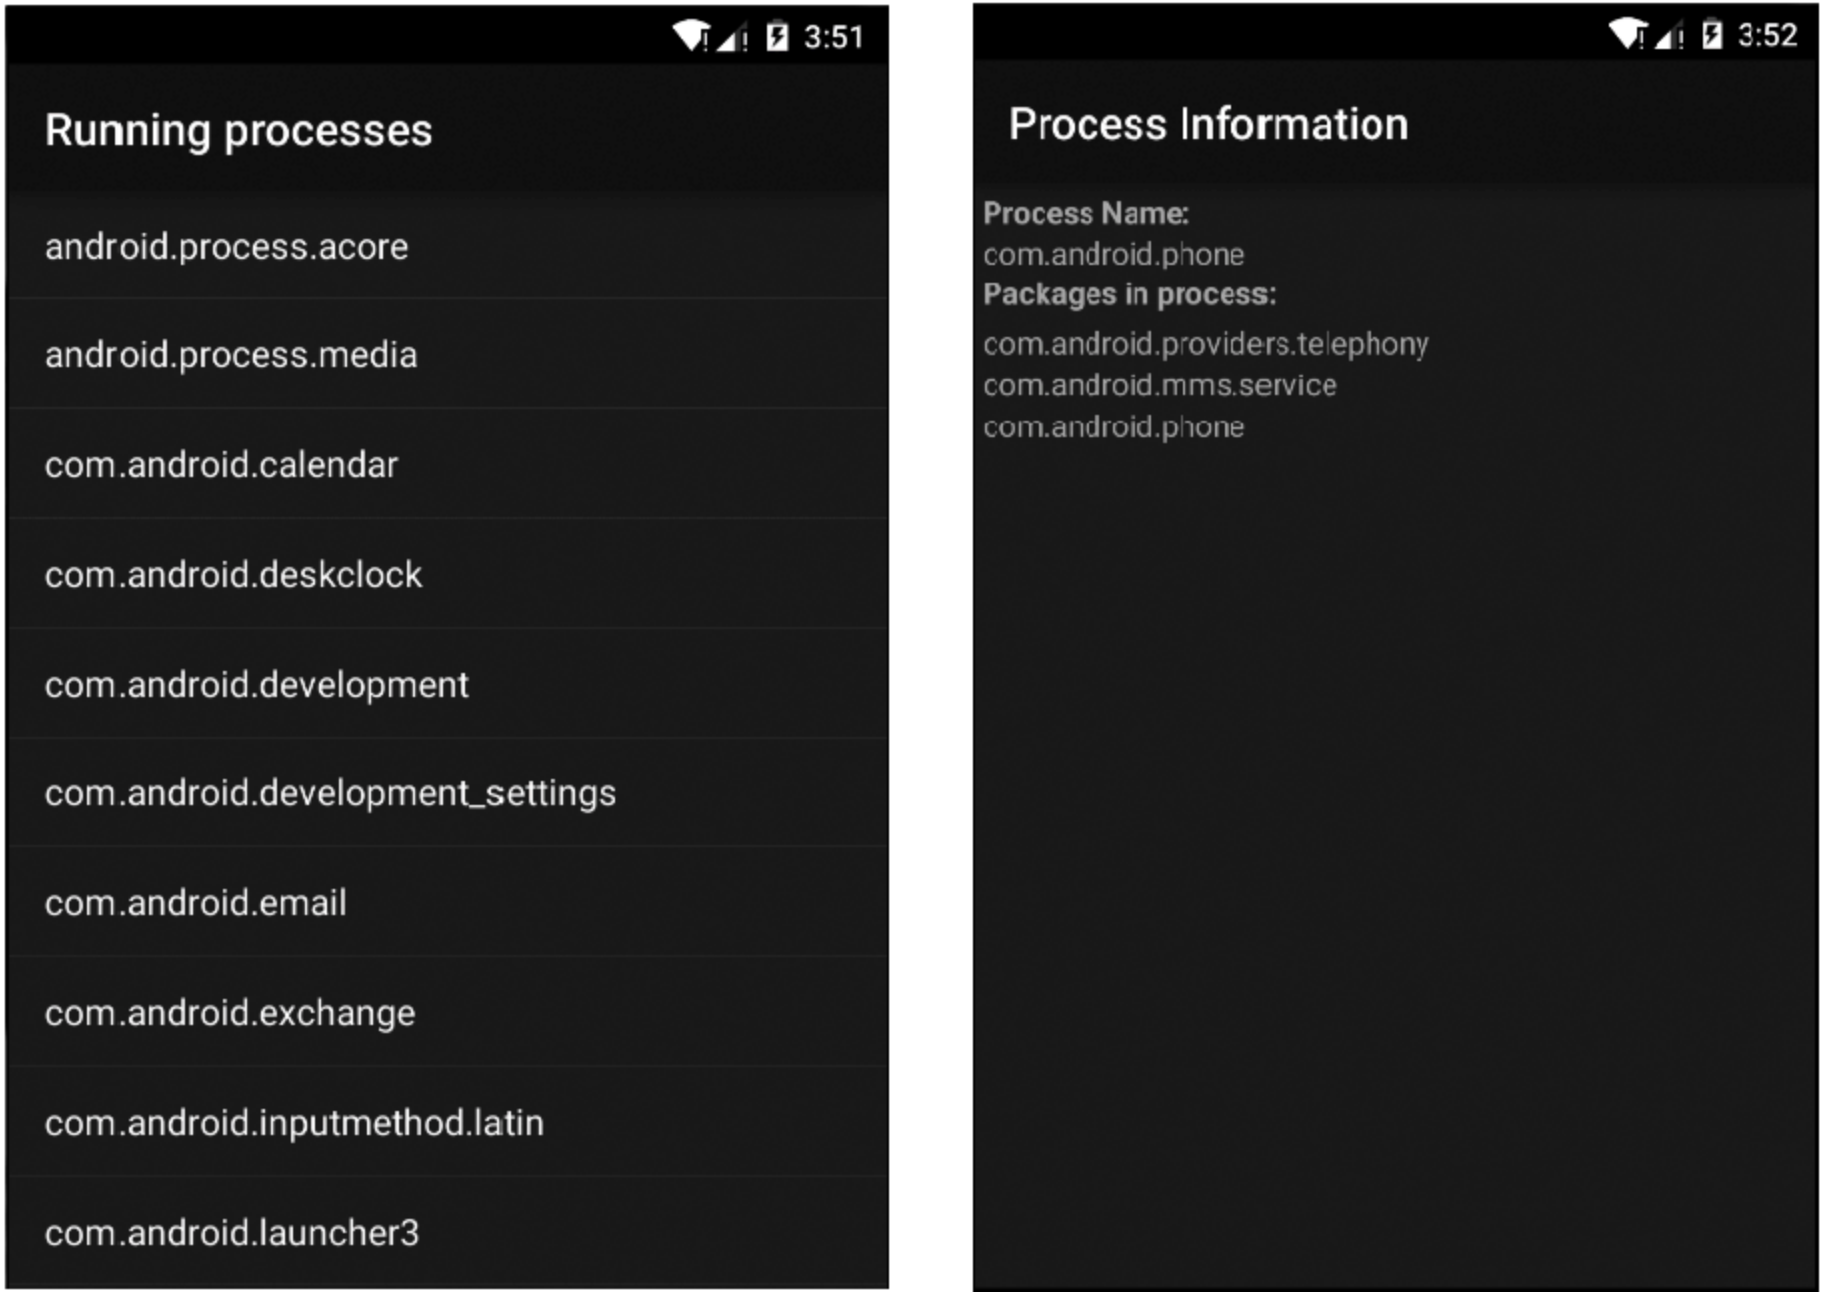 3:51
Running processes
android.process.acore
android.process.media
com.android.calendar
com.android.deskclock
com.android.development
com.android.development_settings
com.android.email
com.android.exchange
com.android.inputmethod.latin
com.android.launcher3
3:52
Process Information
Process Name:
com.android.phone
Packages in process:
com.android.providers.telephony
com.android.mms.service
com.android.phone